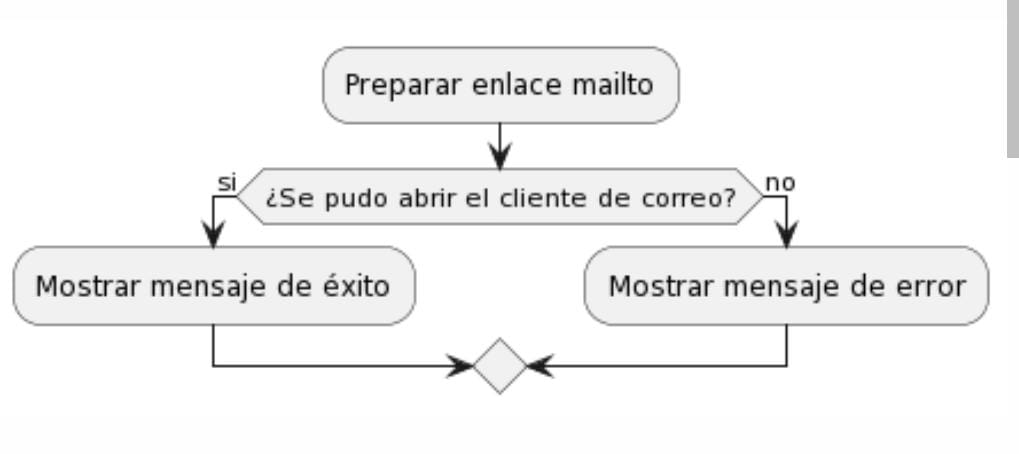 Preparar enlace mailto
si
¿Se pudo abrir el cliente de correo?
no
Mostrar mensaje de éxito
Mostrar mensaje de error